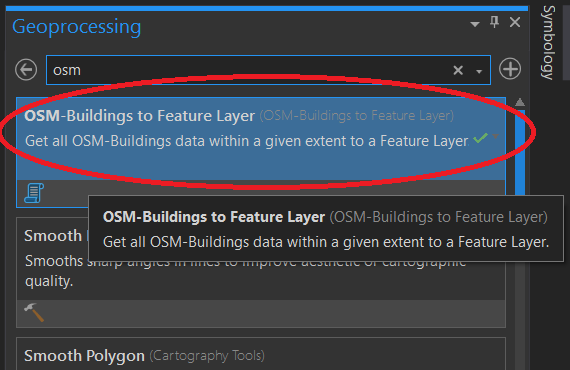 Geoprocessing
Symbology
osm
OSM-Buildings to Feature Layer (OSM-Buildings to Feature Layer)
Get all OSM-Buildings data within a given extent to a Feature Layer
OSM-Buildings to Feature Layer (OSM-Buildings to Feature Layer)
Get all OSM-Buildings data within a given extent to a Feature Layer.
Smooth
Smooths sharp angles in lines to improve aesthetic or cartographic
quality.
Smooth Polygon (Cartography Tools)